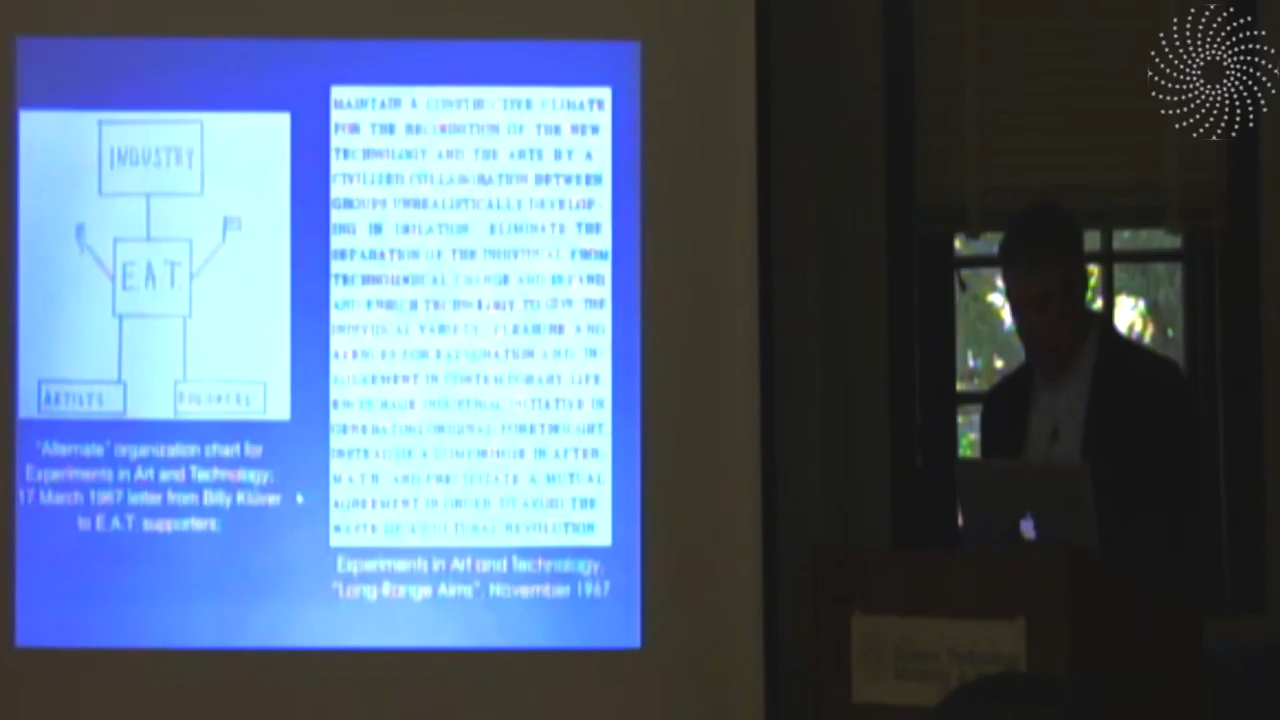 INDUSTRY
E.A.T
ARTISTS
"Alternate" organization chart for
Experiments in Art and Technology;
17 March 1967 letter from Billy Klüver
to E.A.T. supporters.
MAINTAIN A CONSTRUCTIVE CLIMATE
FOR THE RECOGNITION OF THE NEW
TECHNOLOGY AND THE ARTS BY A
CIVILIZED COLLABORATION BETWEEN
GROUPS UNREALISTICALLY DEVELOP-
ING IN ISOLATION. ELIMINATE THE
SEPARATION OF THE INDIVIDUAL FROM
TECHNOLOGICAL CHANGE AND EXPAND
AND ENRICH TECHNOLOGY TO GIVE THE
INDIVIDUAL VARIETY, PLEASURE AND
AVENUES FOR EXPLORATION AND IN-
VOLVEMENT IN CONTEMPORARY LIFE.
ENCOURAGE INDUSTRIAL INITIATIVE IN
GENERATING ORIGINAL FORETHOUGHT
INSTEAD OF A COMPROMISE IN AFTER-
MATH, AND PRECIPITATE A MUTUAL
AGREEMENT IN ORDER TO AVOID THE
WASTE OF A CULTURAL REVOLUTION.
Experiments in Art and Technology,
"Long-Range Aims", November 1967